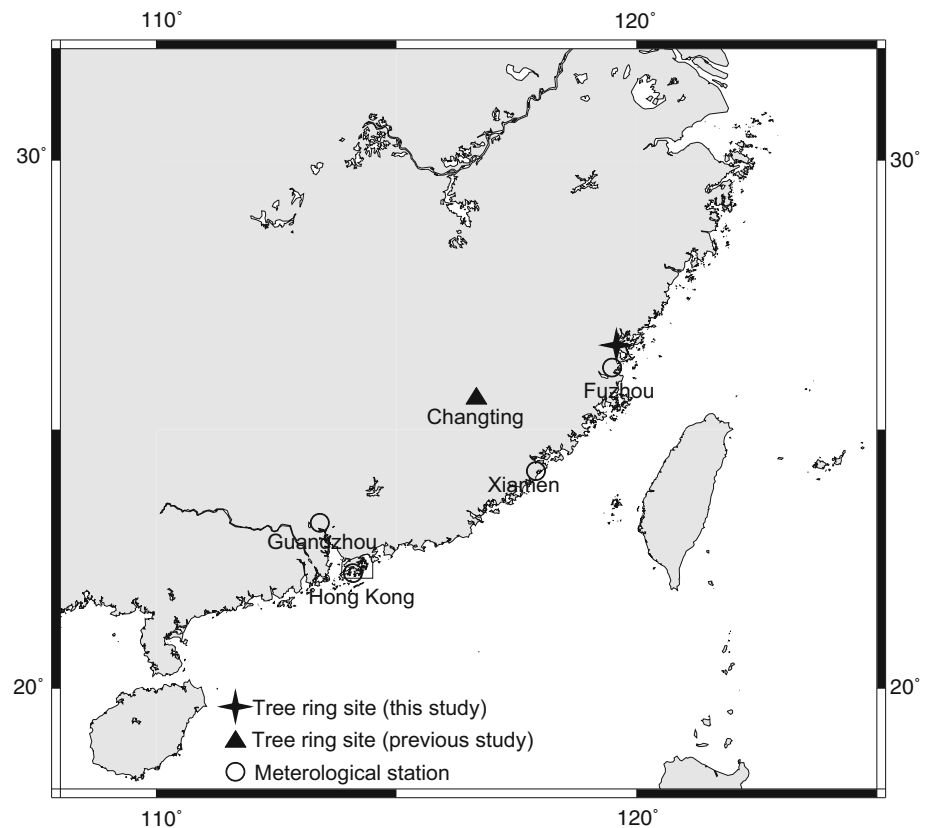 110°
120°
30°
30°
Fuzhou
Changting
Xiamen
Guangzhou
Hong Kong
20°
20°
Tree ring site (this study)
Tree ring site (previous study)
Meterological station
110°
120°